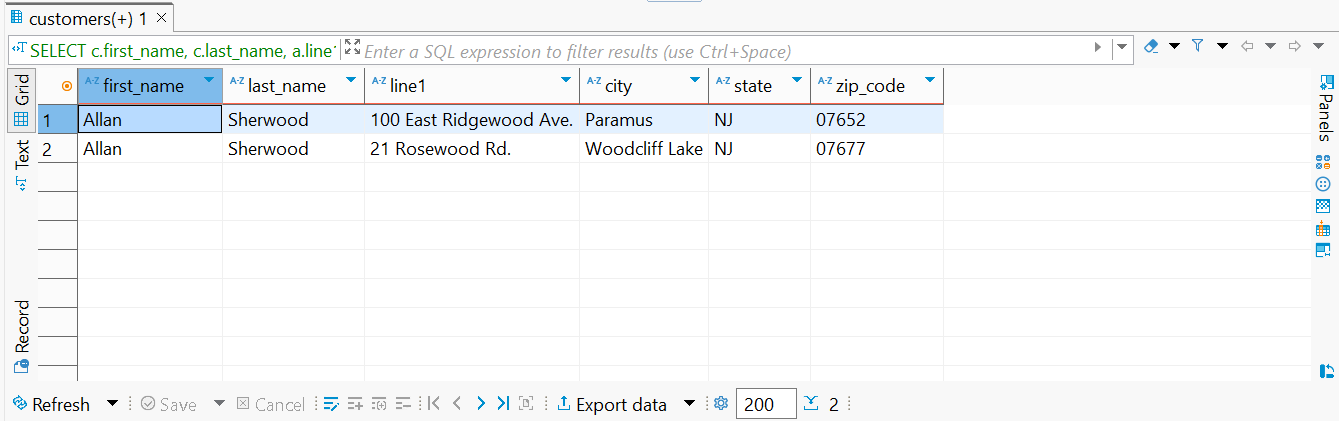 customers(+) 1
SELECT c.first_name, c.last_name, a.line1
Enter a SQL expression to filter results (use Ctrl+Space)
Grid
Text
Record
first_name last_name line1 city state zip_code
1 Allan Sherwood 100 East Ridgewood Ave. Paramus NJ 07652
2 Allan Sherwood 21 Rosewood Rd. Woodcliff Lake NJ 07677
Panels
Refresh Save Cancel Export data 200 2